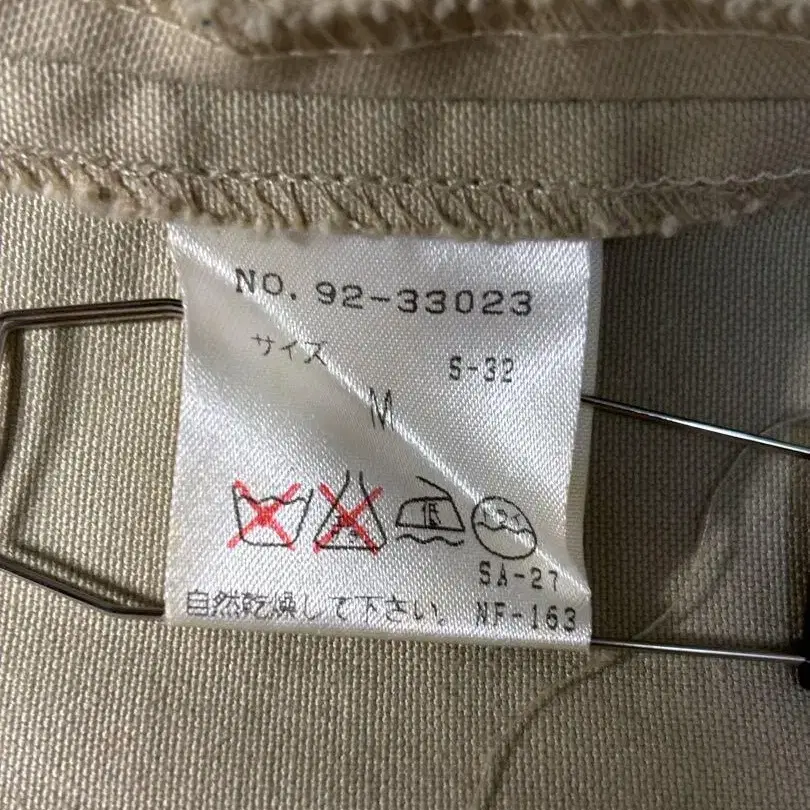 NO. 92-33023
サイズ S-32
M
低
SA-27
自然乾燥して下さい。 NF-163